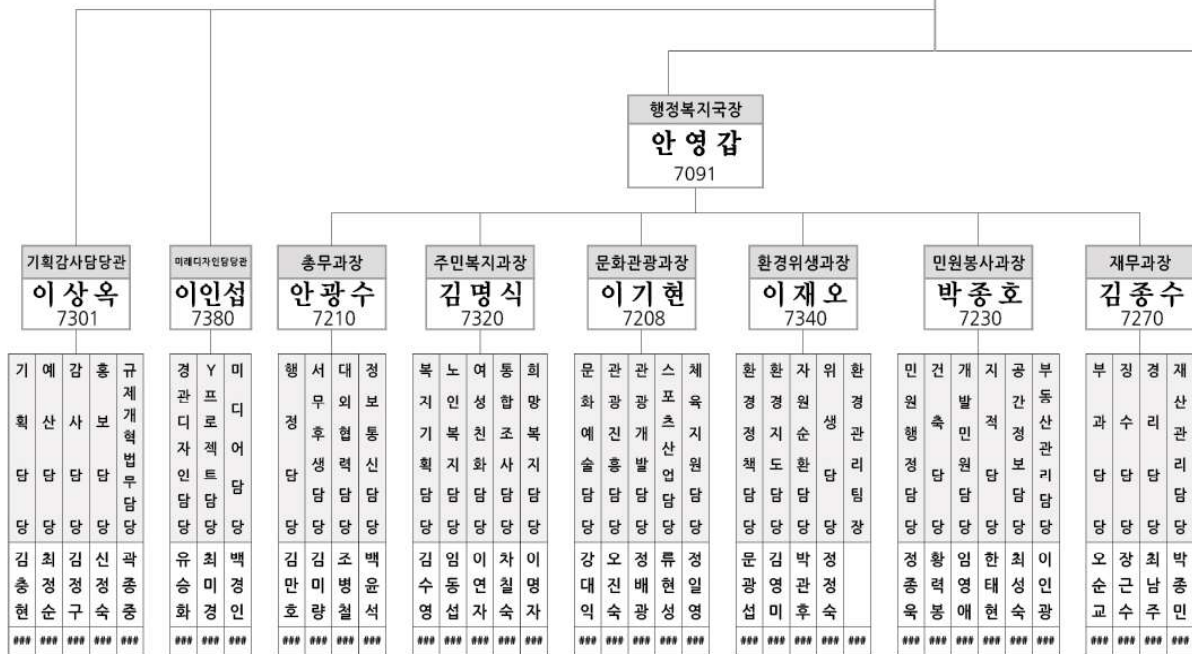 행정복지국장
안영갑
7091
기획감사담당관
이상옥
7301
미래디자인담당관
이인섭
7380
총무과장
안광수
7210
주민복지과장
김명식
7320
문화관광과장
이기현
7208
환경위생과장
이재오
7340
민원봉사과장
박종호
7230
재무과장
김종수
7270
기획담당
예산담당
감사담당
홍보담당
규제개혁법무담당
경관디자인담당
Y프로젝트담당
미디어담당
행정담당
서무후생담당
대외협력담당
정보통신담당
복지기획담당
노인복지담당
여성친화담당
통합조사담당
희망복지담당
문화예술담당
관광진흥담당
관광개발담당
스포츠산업담당
체육지원담당
환경정책담당
환경지도담당
자원순환담당
위생담당
환경관리팀장
민원행정담당
건축담당
개발민원담당
지적담당
공간정보담당
부동산관리담당
부과담당
징수담당
경리담당
재산관리담당
김충현
최정순
김정구
신정숙
곽종중
유승화
최미경
백경인
김만호
김미량
조병철
백윤석
김수영
임동섭
이연자
차칠숙
이명자
강대익
오진숙
정배광
류현성
정일영
문광섭
김영미
박관후
정정숙
정종욱
황력봉
임영애
한태현
최성숙
이인광
오순교
장근수
최남주
박종민
### ### ### ### ### ### ### ### ### ### ### ### ### ### ### ### ### ### ### ### ### ### ### ### ### ### ### ### ### ### ### ### ### ### ### ### ###